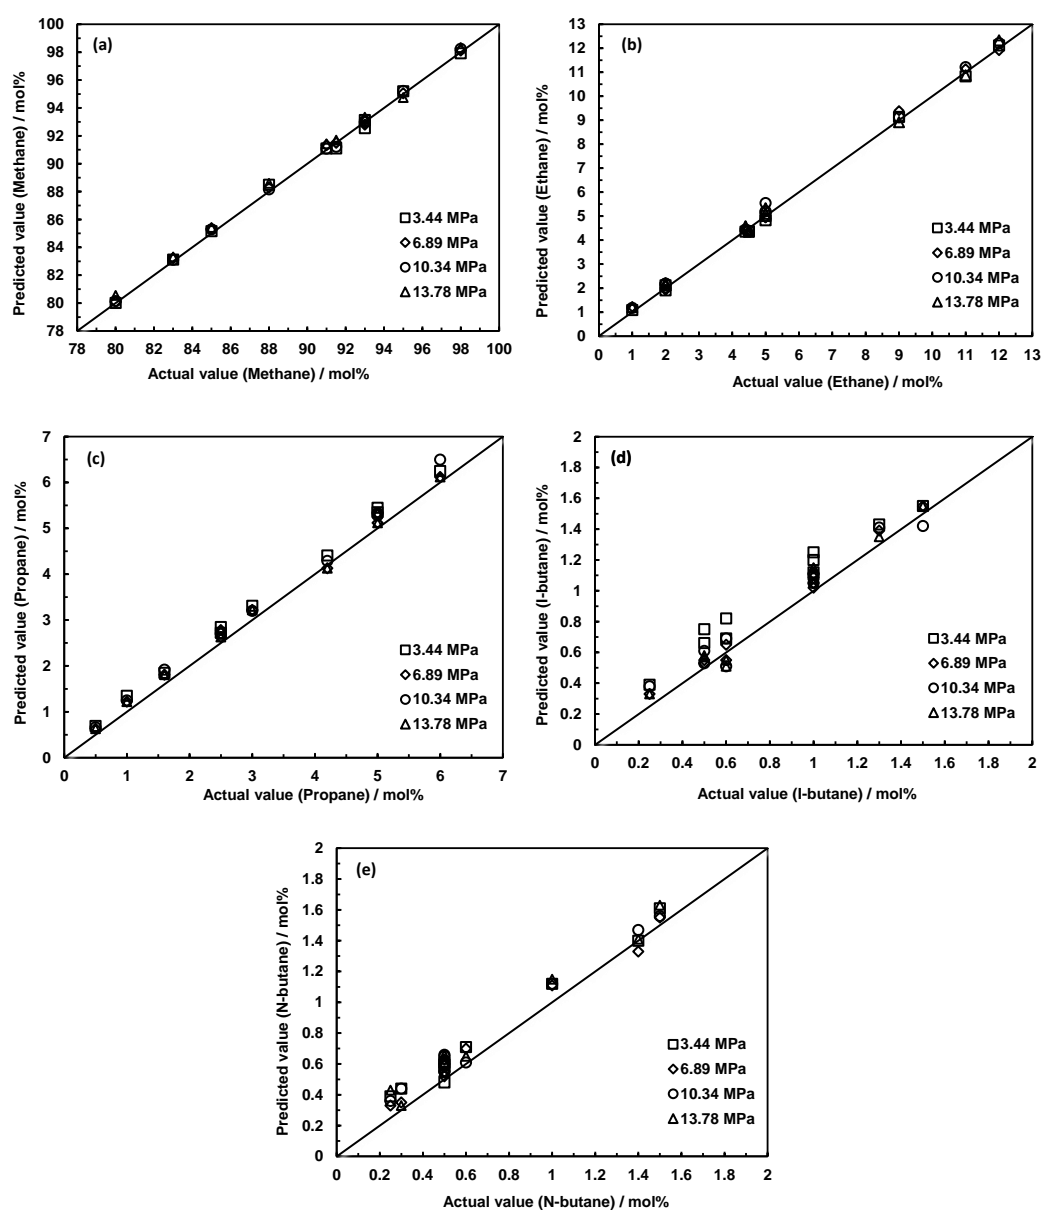 (a)
Predicted value (Methane) / mol%
100
98
96
94
92
90
88
86
84
82
80
78
3.44 MPa
6.89 MPa
10.34 MPa
13.78 MPa
78 80 82 84 86 88 90 92 94 96 98 100
Actual value (Methane) / mol%
(b)
Predicted value (Ethane) / mol%
13
12
11
10
9
8
7
6
5
4
3
2
1
0
3.44 MPa
6.89 MPa
10.34 MPa
13.78 MPa
0 1 2 3 4 5 6 7 8 9 10 11 12 13
Actual value (Ethane) / mol%
(c)
Predicted value (Propane) / mol%
7
6
5
4
3
2
1
0
3.44 MPa
6.89 MPa
10.34 MPa
13.78 MPa
0 1 2 3 4 5 6 7
Actual value (Propane) / mol%
(d)
Predicted value (I-butane) / mol%
2
1.8
1.6
1.4
1.2
1
0.8
0.6
0.4
0.2
0
3.44 MPa
6.89 MPa
10.34 MPa
13.78 MPa
0 0.2 0.4 0.6 0.8 1 1.2 1.4 1.6 1.8 2
Actual value (I-butane) / mol%
(e)
Predicted value (N-butane) / mol%
2
1.8
1.6
1.4
1.2
1
0.8
0.6
0.4
0.2
0
3.44 MPa
6.89 MPa
10.34 MPa
13.78 MPa
0 0.2 0.4 0.6 0.8 1 1.2 1.4 1.6 1.8 2
Actual value (N-butane) / mol%